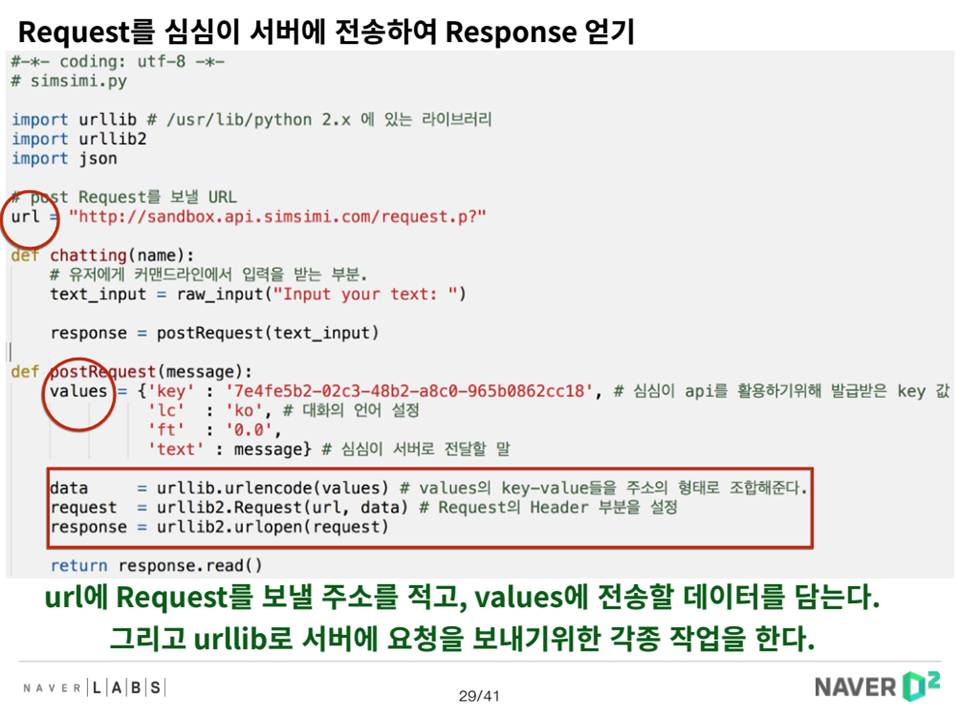 Request를 심심이 서버에 전송하여 Response 얻기
#-*- coding: utf-8 -*-
# simsimi.py
import urllib # /usr/lib/python 2.x 에 있는 라이브러리
import urllib2
import json
# post Request를 보낼 URL
url = "http://sandbox.api.simsimi.com/request.p?"
def chatting(name):
    # 유저에게 커맨드라인에서 입력을 받는 부분.
    text_input = raw_input("Input your text: ")
    response = postRequest(text_input)
def postRequest(message):
    values = {'key' : '7e4fe5b2-02c3-48b2-a8c0-965b0862cc18', # 심심이 api를 활용하기위해 발급받은 key 값
              'lc'  : 'ko', # 대화의 언어 설정
              'ft'  : '0.0',
              'text' : message} # 심심이 서버로 전달할 말
    data     = urllib.urlencode(values) # values의 key-value들을 주소의 형태로 조합해준다.
    request  = urllib2.Request(url, data) # Request의 Header 부분을 설정
    response = urllib2.urlopen(request)
    return response.read()
url에 Request를 보낼 주소를 적고, values에 전송할 데이터를 담는다.
그리고 urllib로 서버에 요청을 보내기위한 각종 작업을 한다.
NAVER|L|A|B|S|
29/41
NAVER D2